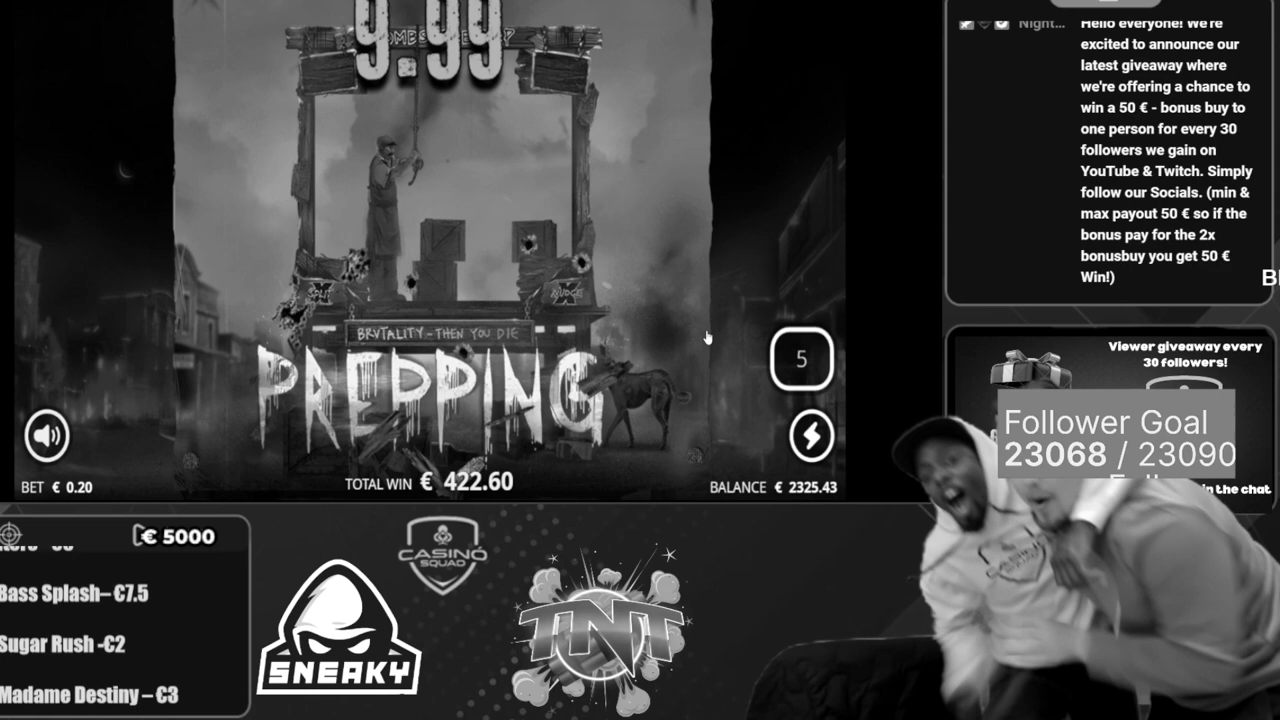 9.99
BRVTALITY - THEN YOU DIE
PREPPING
5
BET € 0.20
TOTAL WIN € 422.60
BALANCE € 2325.43
Night...
Hello everyone! We're
excited to announce our
latest giveaway where
we're offering a chance to
win a 50 € - bonus buy to
one person for every 30
followers we gain on
YouTube & Twitch. Simply
follow our Socials. (min &
max payout 50 € so if the
bonus pay for the 2x
bonusbuy you get 50 €
Win!)
Viewer giveaway every
30 followers!
Follower Goal
23068 / 23090
in the chat
€ 5000
Bass Splash– €7.5
Sugar Rush -€2
Madame Destiny – €3
CASINO
SQUAD
SNEAKY
TNT